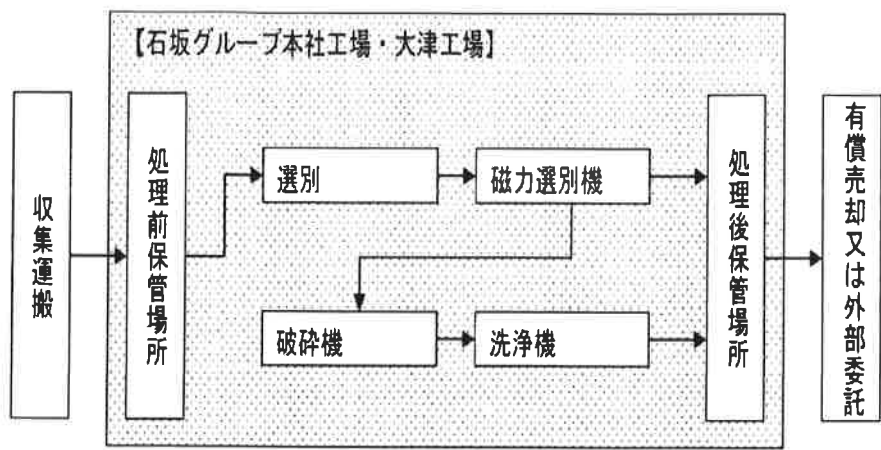 【石坂グループ本社工場・大津工場】
収集運搬
処理前保管場所
選別
磁力選別機
破砕機
洗浄機
処理後保管場所
有償売却又は外部委託